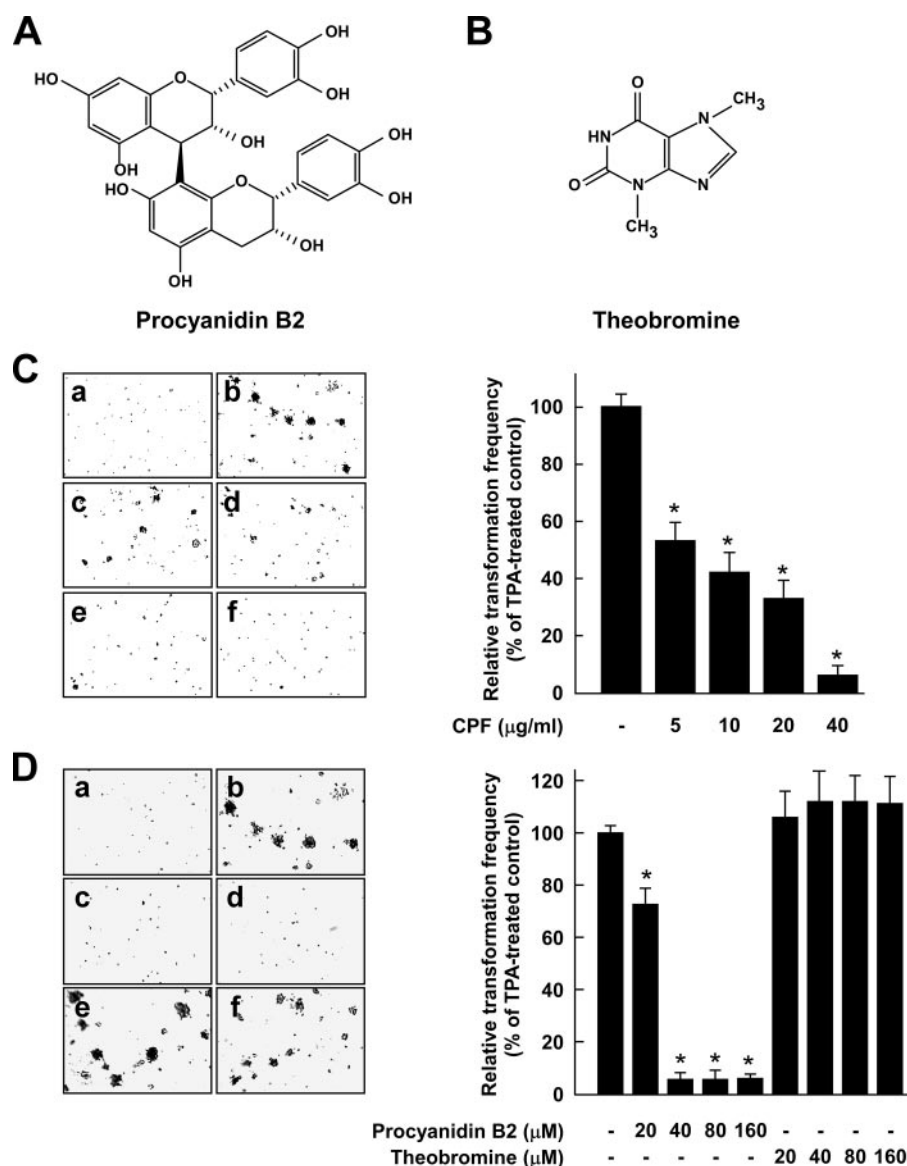 A
B
OH
HO
O
OH
OH
OH
OH
OH
HO
O
OH
OH
OH
O
CH3
N
HN
O
N
N
CH3
Procyanidin B2
Theobromine
C
a
b
c
d
e
f
Relative transformation frequency
(% of TPA-treated control)
100
80
60
40
20
0
*
*
*
*
CPF (μg/ml)
- 5 10 20 40
D
a
b
c
d
e
f
Relative transformation frequency
(% of TPA-treated control)
120
100
80
60
40
20
0
*
* * *
Procyanidin B2 (μM) - 20 40 80 160 - - - -
Theobromine (μM) - - - - - 20 40 80 160